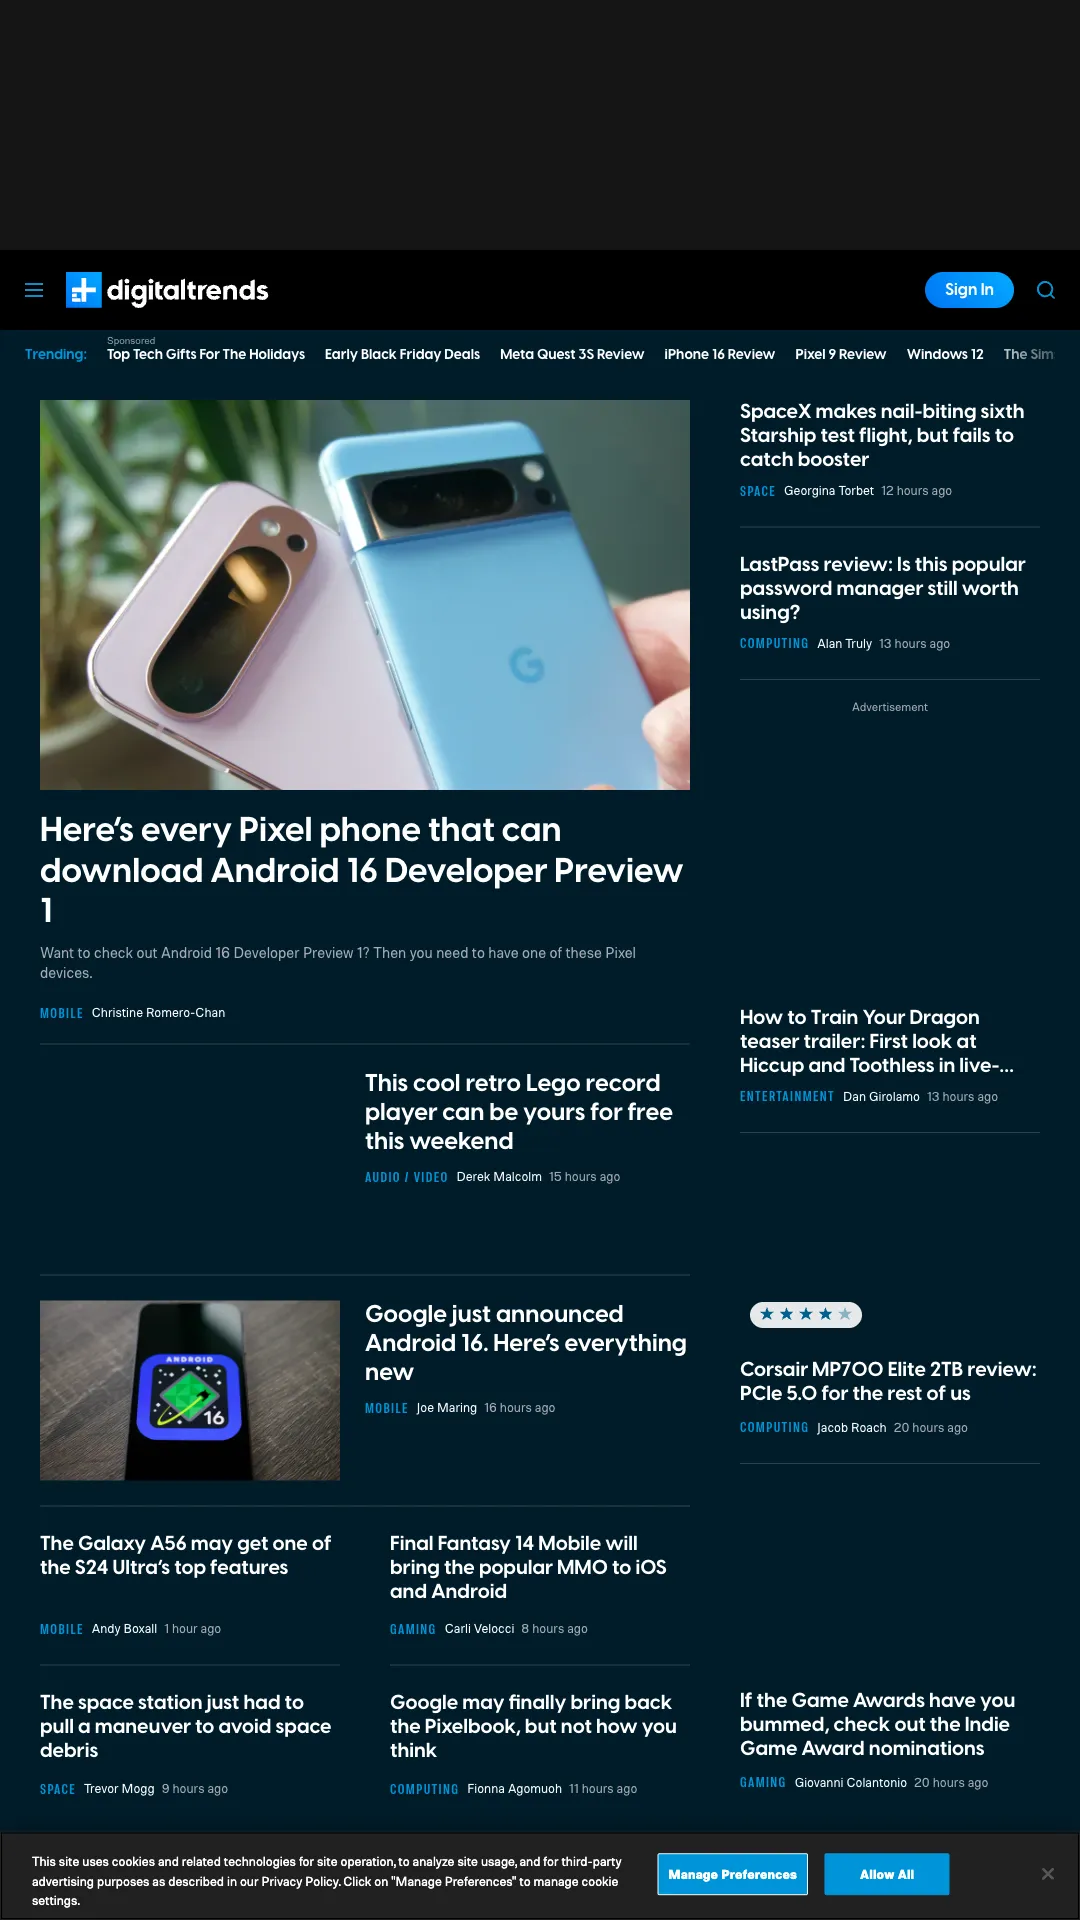 digitaltrends
Sign In
Trending:
Sponsored
Top Tech Gifts For The Holidays
Early Black Friday Deals
Meta Quest 3S Review
iPhone 16 Review
Pixel 9 Review
Windows 12
The Sim
Here's every Pixel phone that can
download Android 16 Developer Preview
1
Want to check out Android 16 Developer Preview 1? Then you need to have one of these Pixel
devices.
MOBILE Christine Romero-Chan
This cool retro Lego record
player can be yours for free
this weekend
AUDIO / VIDEO Derek Malcolm 15 hours ago
ANDROID
16
Google just announced
Android 16. Here's everything
new
MOBILE Joe Maring 16 hours ago
The Galaxy A56 may get one of
the S24 Ultra's top features
MOBILE Andy Boxall 1 hour ago
Final Fantasy 14 Mobile will
bring the popular MMO to iOS
and Android
GAMING Carli Velocci 8 hours ago
The space station just had to
pull a maneuver to avoid space
debris
SPACE Trevor Mogg 9 hours ago
Google may finally bring back
the Pixelbook, but not how you
think
COMPUTING Fionna Agomuoh 11 hours ago
SpaceX makes nail-biting sixth
Starship test flight, but fails to
catch booster
SPACE Georgina Torbet 12 hours ago
LastPass review: Is this popular
password manager still worth
using?
COMPUTING Alan Truly 13 hours ago
Advertisement
How to Train Your Dragon
teaser trailer: First look at
Hiccup and Toothless in live-...
ENTERTAINMENT Dan Girolamo 13 hours ago
Corsair MP700 Elite 2TB review:
PCIe 5.0 for the rest of us
COMPUTING Jacob Roach 20 hours ago
If the Game Awards have you
bummed, check out the Indie
Game Award nominations
GAMING Giovanni Colantonio 20 hours ago
This site uses cookies and related technologies for site operation, to analyze site usage, and for third-party
advertising purposes as described in our Privacy Policy. Click on "Manage Preferences" to manage cookie
settings.
Manage Preferences
Allow All